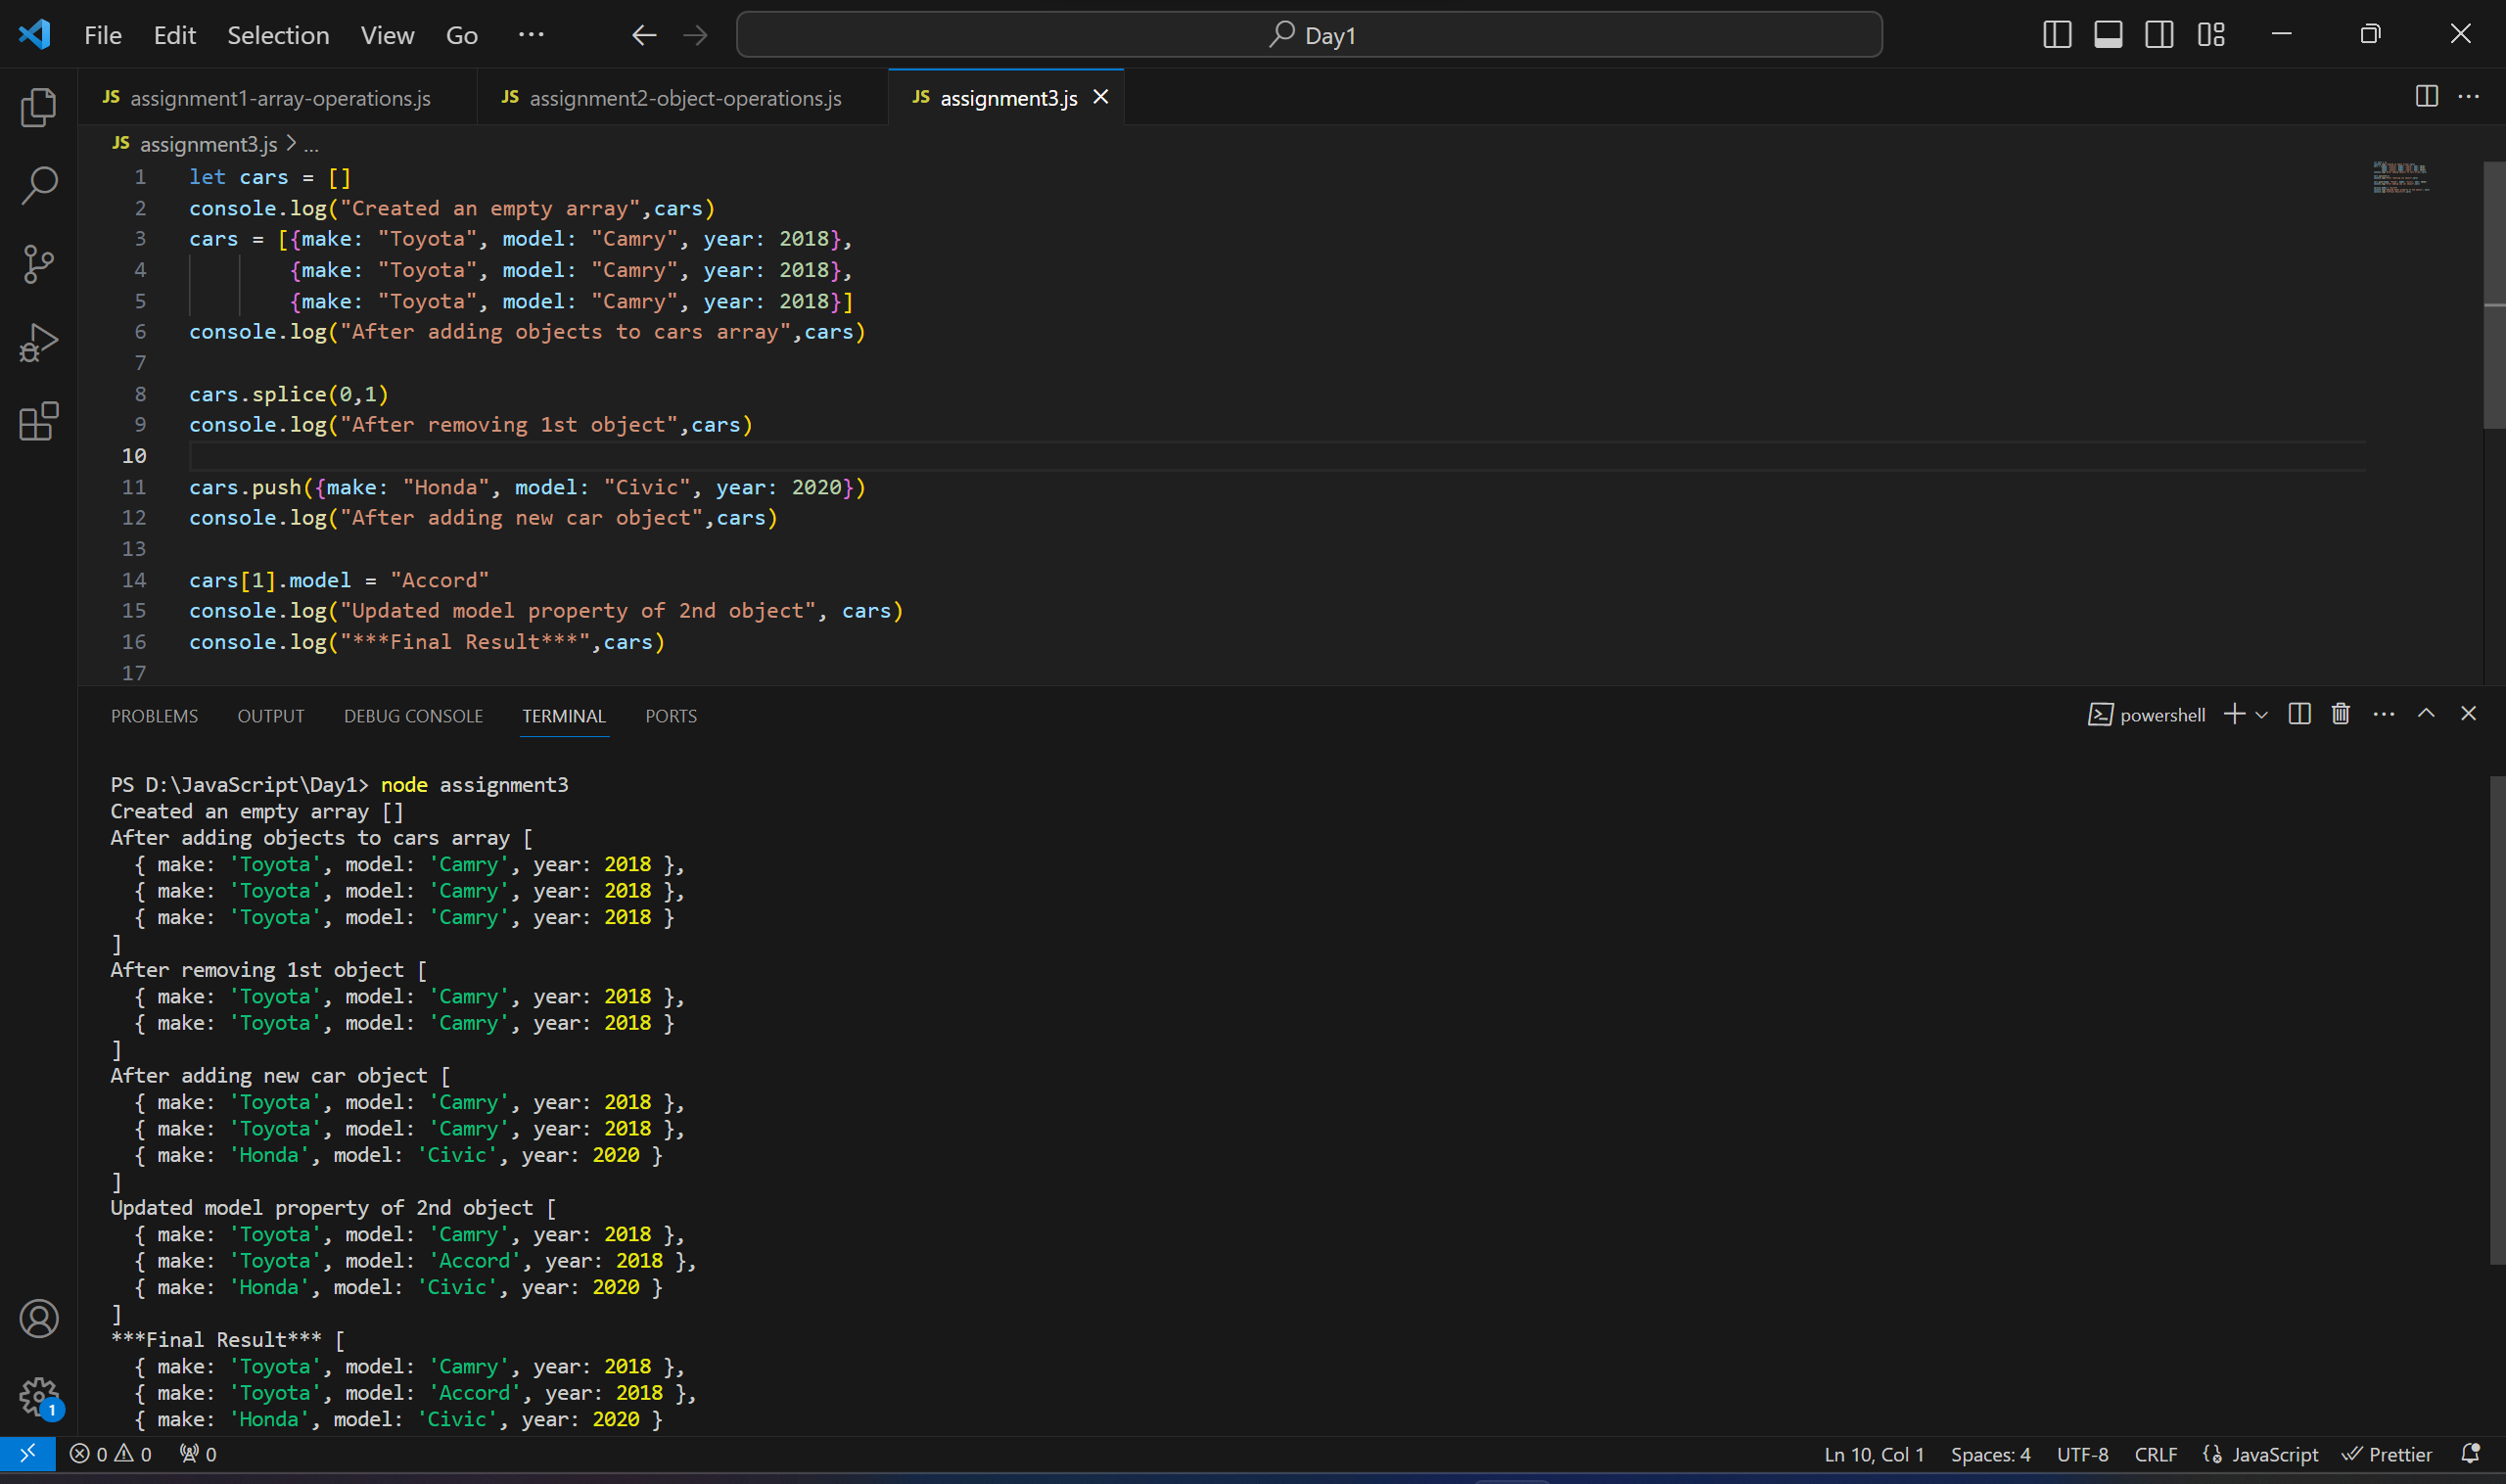 File Edit Selection View Go ··· Day1
JS assignment1-array-operations.js JS assignment2-object-operations.js JS assignment3.js
JS assignment3.js > ...
1 let cars = []
2 console.log("Created an empty array",cars)
3 cars = [{make: "Toyota", model: "Camry", year: 2018},
4 {make: "Toyota", model: "Camry", year: 2018},
5 {make: "Toyota", model: "Camry", year: 2018}]
6 console.log("After adding objects to cars array",cars)
7
8 cars.splice(0,1)
9 console.log("After removing 1st object",cars)
10
11 cars.push({make: "Honda", model: "Civic", year: 2020})
12 console.log("After adding new car object",cars)
13
14 cars[1].model = "Accord"
15 console.log("Updated model property of 2nd object", cars)
16 console.log("***Final Result***",cars)
17
PROBLEMS OUTPUT DEBUG CONSOLE TERMINAL PORTS powershell
PS D:\JavaScript\Day1> node assignment3
Created an empty array []
After adding objects to cars array [
  { make: 'Toyota', model: 'Camry', year: 2018 },
  { make: 'Toyota', model: 'Camry', year: 2018 },
  { make: 'Toyota', model: 'Camry', year: 2018 }
]
After removing 1st object [
  { make: 'Toyota', model: 'Camry', year: 2018 },
  { make: 'Toyota', model: 'Camry', year: 2018 }
]
After adding new car object [
  { make: 'Toyota', model: 'Camry', year: 2018 },
  { make: 'Toyota', model: 'Camry', year: 2018 },
  { make: 'Honda', model: 'Civic', year: 2020 }
]
Updated model property of 2nd object [
  { make: 'Toyota', model: 'Camry', year: 2018 },
  { make: 'Toyota', model: 'Accord', year: 2018 },
  { make: 'Honda', model: 'Civic', year: 2020 }
]
***Final Result*** [
  { make: 'Toyota', model: 'Camry', year: 2018 },
  { make: 'Toyota', model: 'Accord', year: 2018 },
  { make: 'Honda', model: 'Civic', year: 2020 }
1
0 0 0 Ln 10, Col 1 Spaces: 4 UTF-8 CRLF JavaScript Prettier